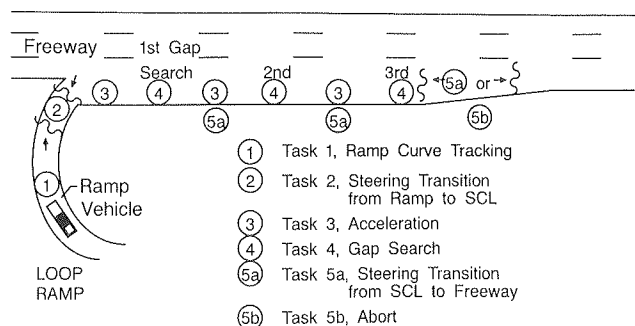 Freeway
1st Gap
Search
2nd
3rd
2
3
4
3
4
3
4
5a
or
5a
5a
5b
1
Ramp
Vehicle
LOOP
RAMP
1 Task 1, Ramp Curve Tracking
2 Task 2, Steering Transition
from Ramp to SCL
3 Task 3, Acceleration
4 Task 4, Gap Search
5a Task 5a, Steering Transition
from SCL to Freeway
5b Task 5b, Abort